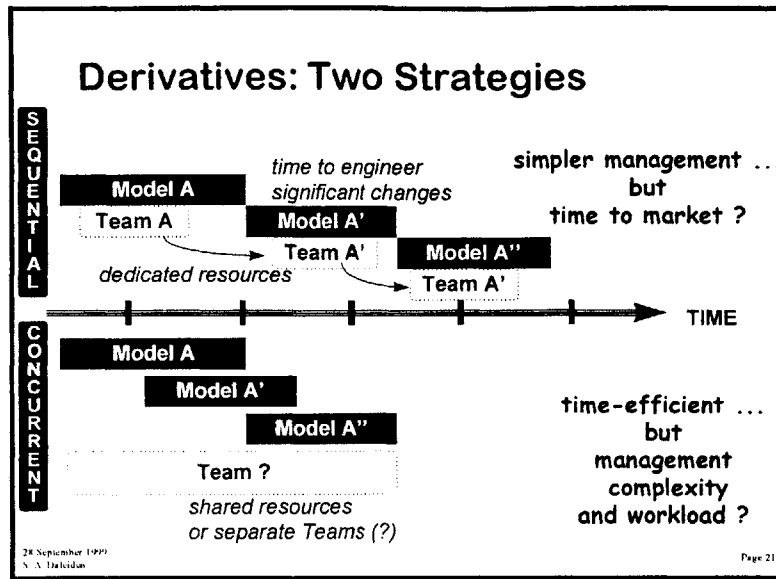 Derivatives: Two Strategies
SEQUENTIAL
time to engineer
significant changes
simpler management ...
but
time to market ?
Model A
Team A
Model A'
Team A'
Model A''
Team A'
dedicated resources
TIME
CONCURRENT
Model A
Model A'
Model A''
Team ?
shared resources
or separate Teams (?)
time-efficient ...
but
management
complexity
and workload ?
28 September 1999
S. A.
Page 21